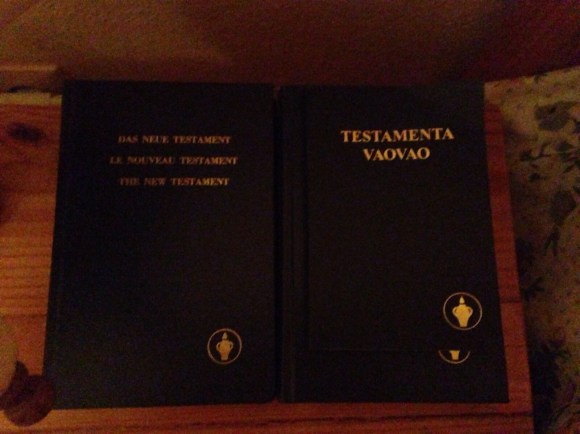 DAS NEUE TESTAMENT
LE NOUVEAU TESTAMENT
THE NEW TESTAMENT
TESTAMENTA
VAOVAO